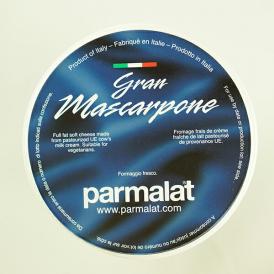 Product of Italy – Fabriqué en Italie – Prodotto in Italia
Gran
Mascarpone
Full fat soft cheese made
from pasteurized UE cow's
milk cream. Suitable for
vegetarians.
Fromage frais de crème
fraîche de lait pasteurisé
de provenance UE.
Formaggio fresco.
parmalat
www.parmalat.com